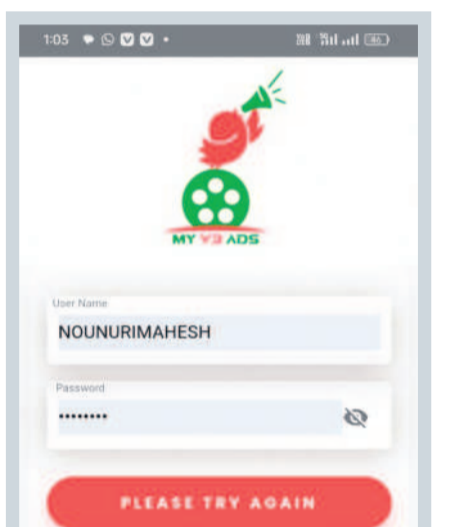 1:03
MY V3 ADS
User Name
NOUNURIMAHESH
Password
••••••••
PLEASE TRY AGAIN